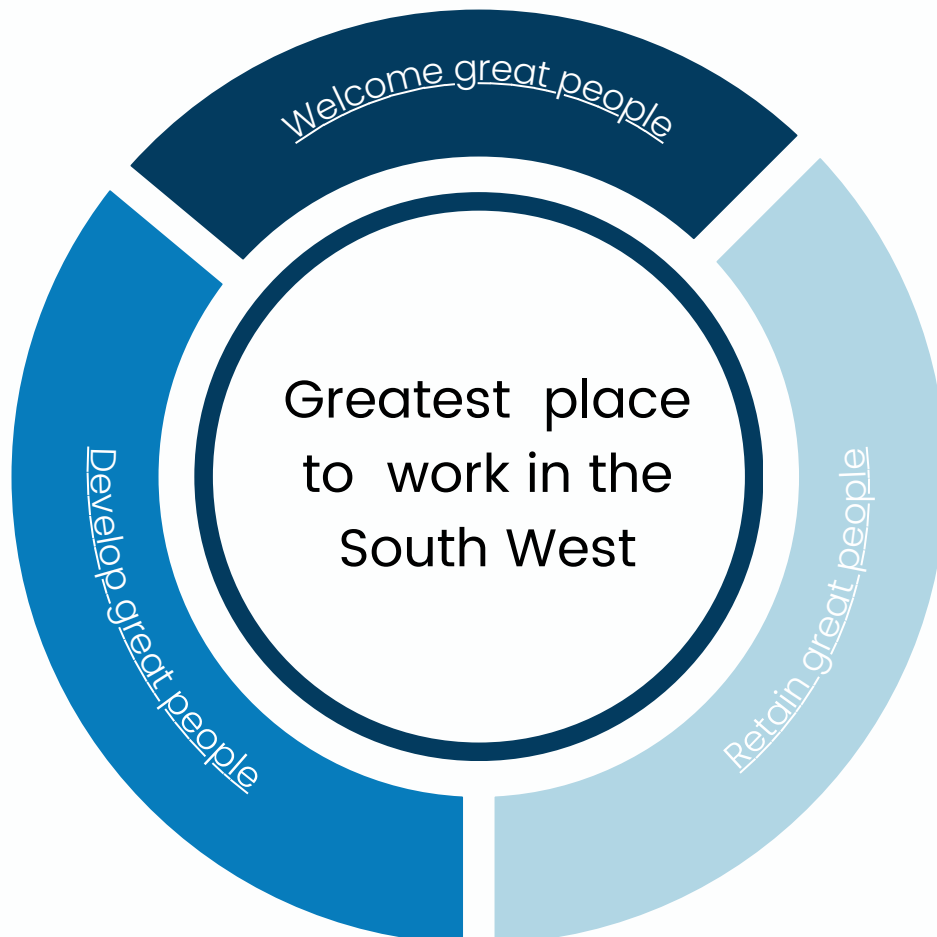 Welcome great people
Greatest place
to work in the
South West
Develop great people
Retain great people